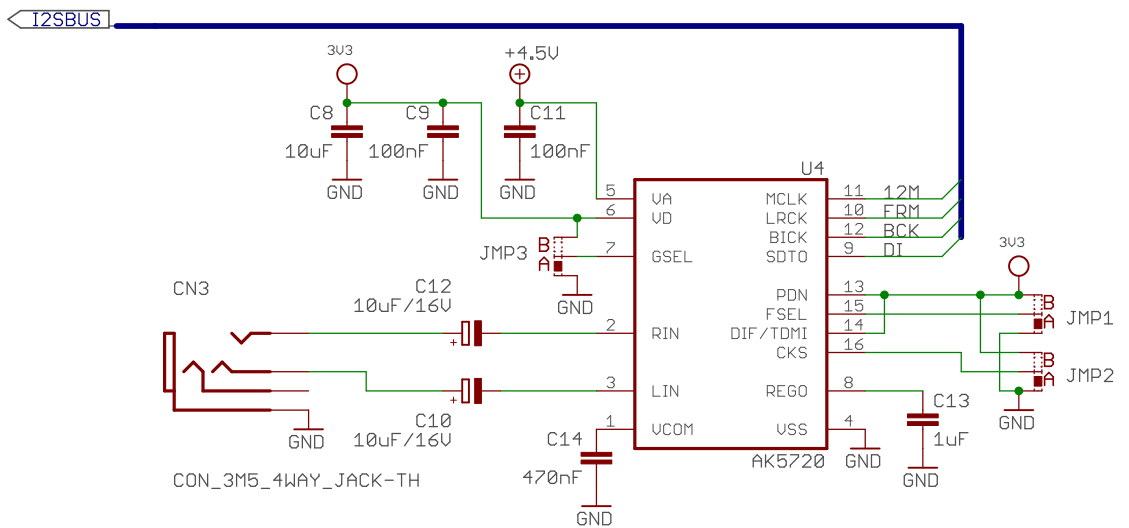 I2SBUS
3V3
+4.5V
C8
C9
C11
10uF
100nF
100nF
GND
GND
GND
U4
5
VA
MCLK
11
12M
6
VD
LRCK
10
FRM
BICK
12
BCK
7
GSEL
SDTO
9
DI
JMP3
B
A
GND
3V3
PDN
13
FSEL
15
DIF/TDMI
14
CKS
16
B
A
JMP1
B
A
JMP2
GND
CN3
C12
10uF/16V
+
2
RIN
+
3
LIN
REGO
8
C10
10uF/16V
C13
1uF
GND
GND
1
VCOM
VSS
4
GND
C14
470nF
GND
AK5720
CON_3M5_4WAY_JACK-TH